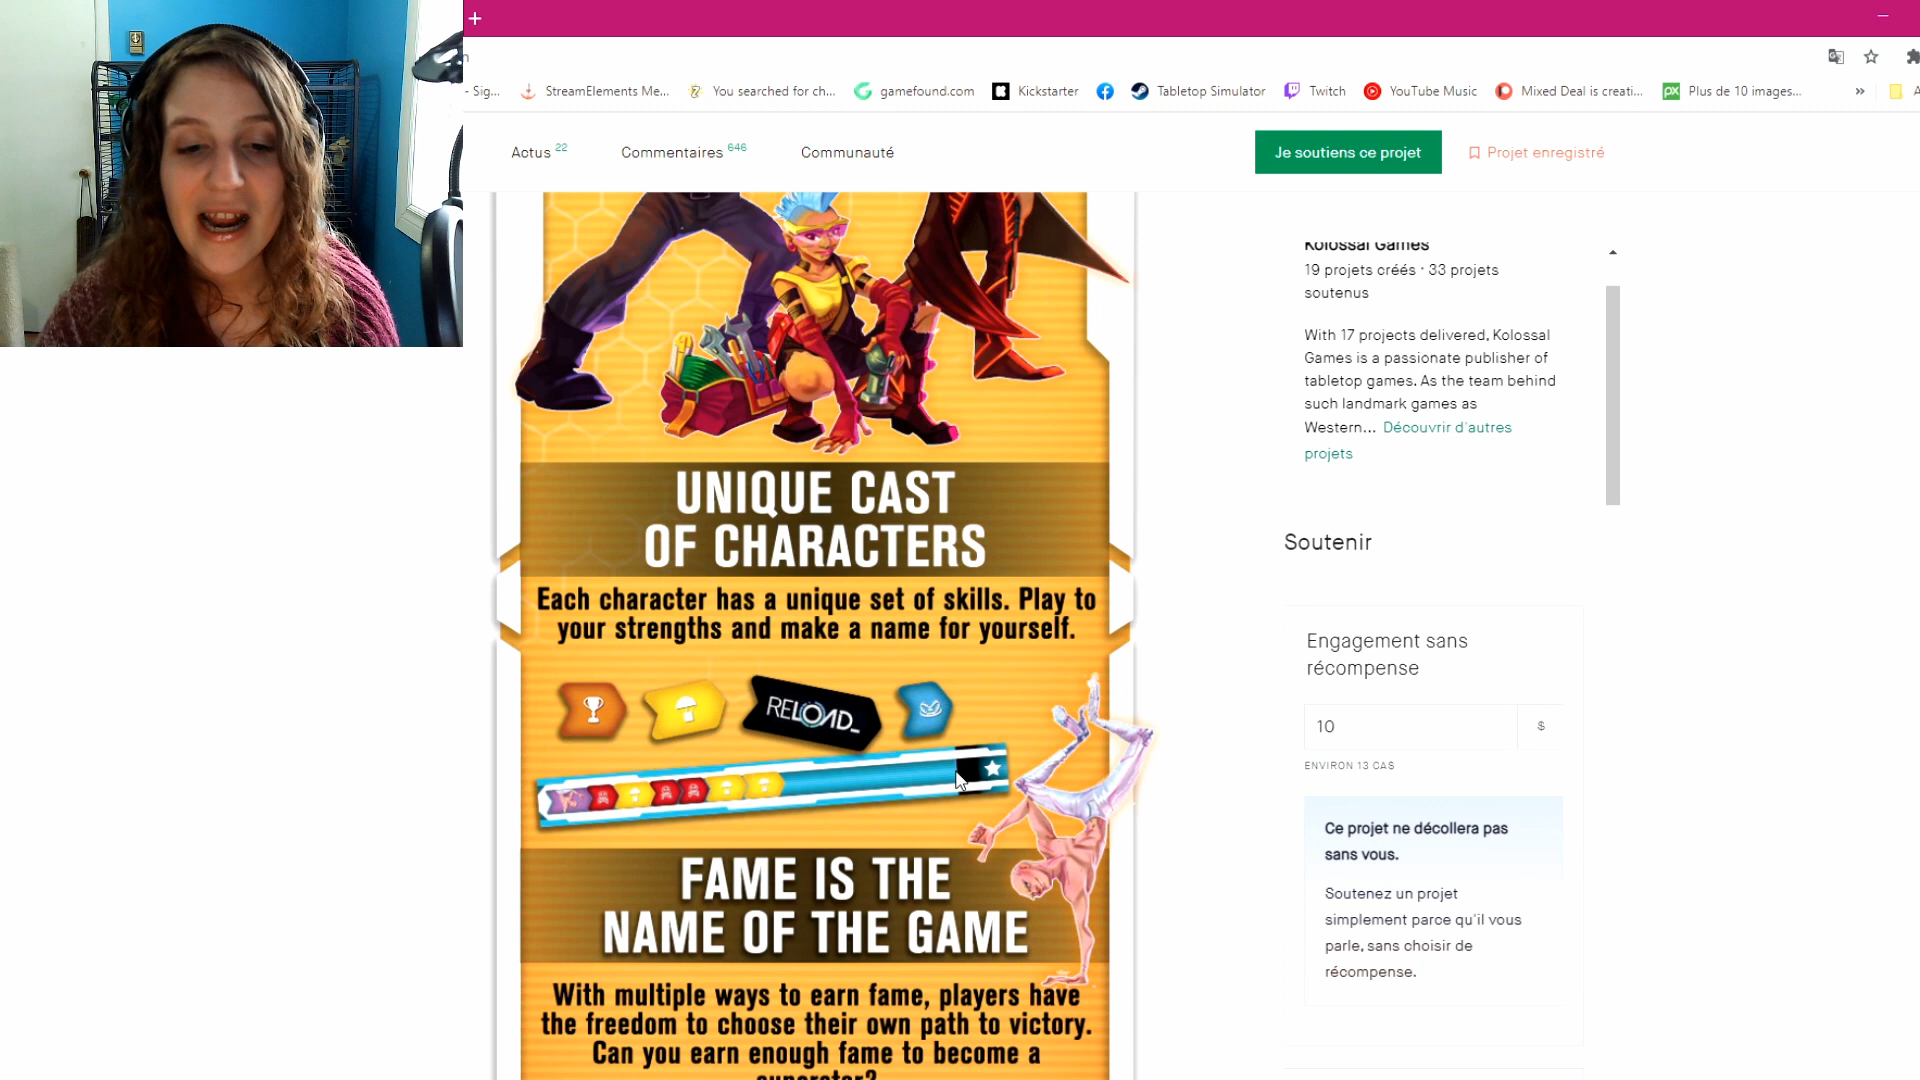 - Sig...
StreamElements Me...
You searched for ch...
gamefound.com
Kickstarter
Tabletop Simulator
Twitch
YouTube Music
Mixed Deal is creati...
Plus de 10 images...
»
Actus 22
Commentaires 646
Communauté
Je soutiens ce projet
Projet enregistré
UNIQUE CAST
OF CHARACTERS
Each character has a unique set of skills. Play to
your strengths and make a name for yourself.
RELOAD_
FAME IS THE
NAME OF THE GAME
With multiple ways to earn fame, players have
the freedom to choose their own path to victory.
Can you earn enough fame to become a
superstar?
Kolossal Games
19 projets créés · 33 projets
soutenus
With 17 projects delivered, Kolossal
Games is a passionate publisher of
tabletop games. As the team behind
such landmark games as
Western... Découvrir d'autres
projets
Soutenir
Engagement sans
récompense
10
$
ENVIRON 13 CA$
Ce projet ne décollera pas
sans vous.
Soutenez un projet
simplement parce qu'il vous
parle, sans choisir de
récompense.